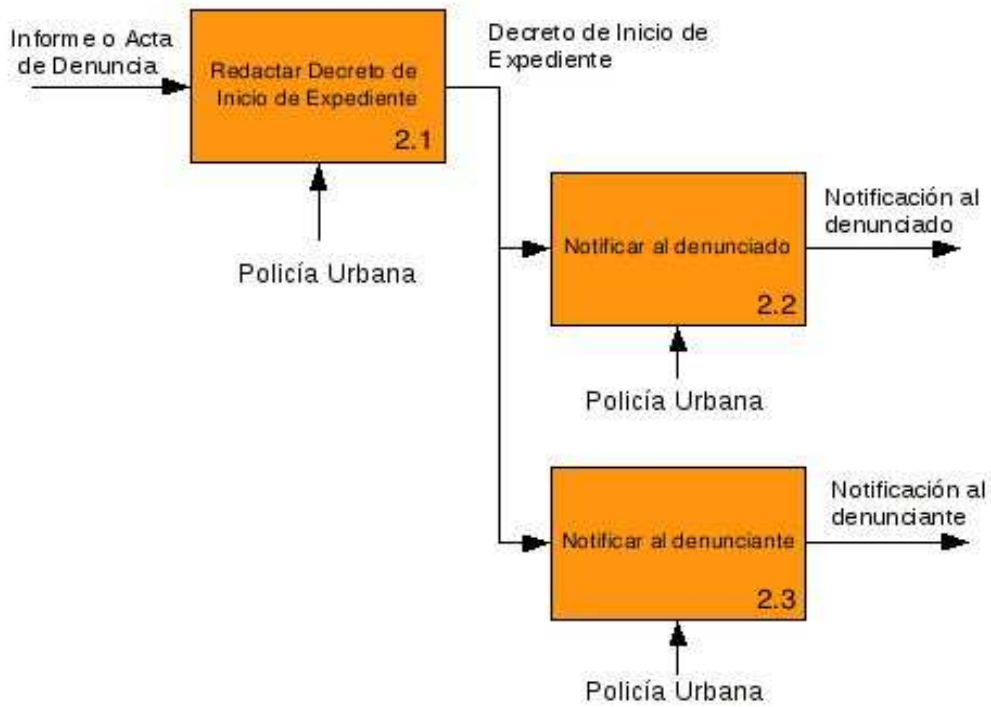 Informe o Acta
de Denuncia
Redactar Decreto de
Inicio de Expediente
2.1
Policía Urbana
Decreto de Inicio de
Expediente
Notificar al denunciado
2.2
Policía Urbana
Notificación al
denunciado
Notificar al denunciante
2.3
Policía Urbana
Notificación al
denunciante